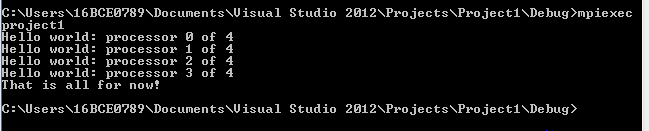 C:\Users\16BCE0789\Documents\Visual Studio 2012\Projects\Project1\Debug>mpiexec
project1
Hello world: processor 0 of 4
Hello world: processor 1 of 4
Hello world: processor 2 of 4
Hello world: processor 3 of 4
That is all for now!
C:\Users\16BCE0789\Documents\Visual Studio 2012\Projects\Project1\Debug>